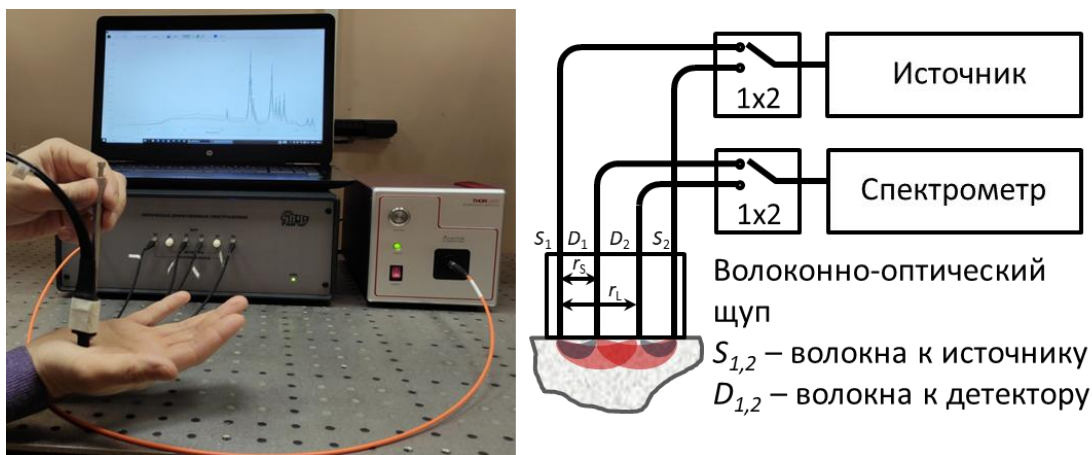 THORLABS
1x2
Источник
1x2
Спектрометр
S₁ D₁ D₂ S₂
rS
rL
Волоконно-оптический
щуп
S₁,₂ – волокна к источнику
D₁,₂ – волокна к детектору